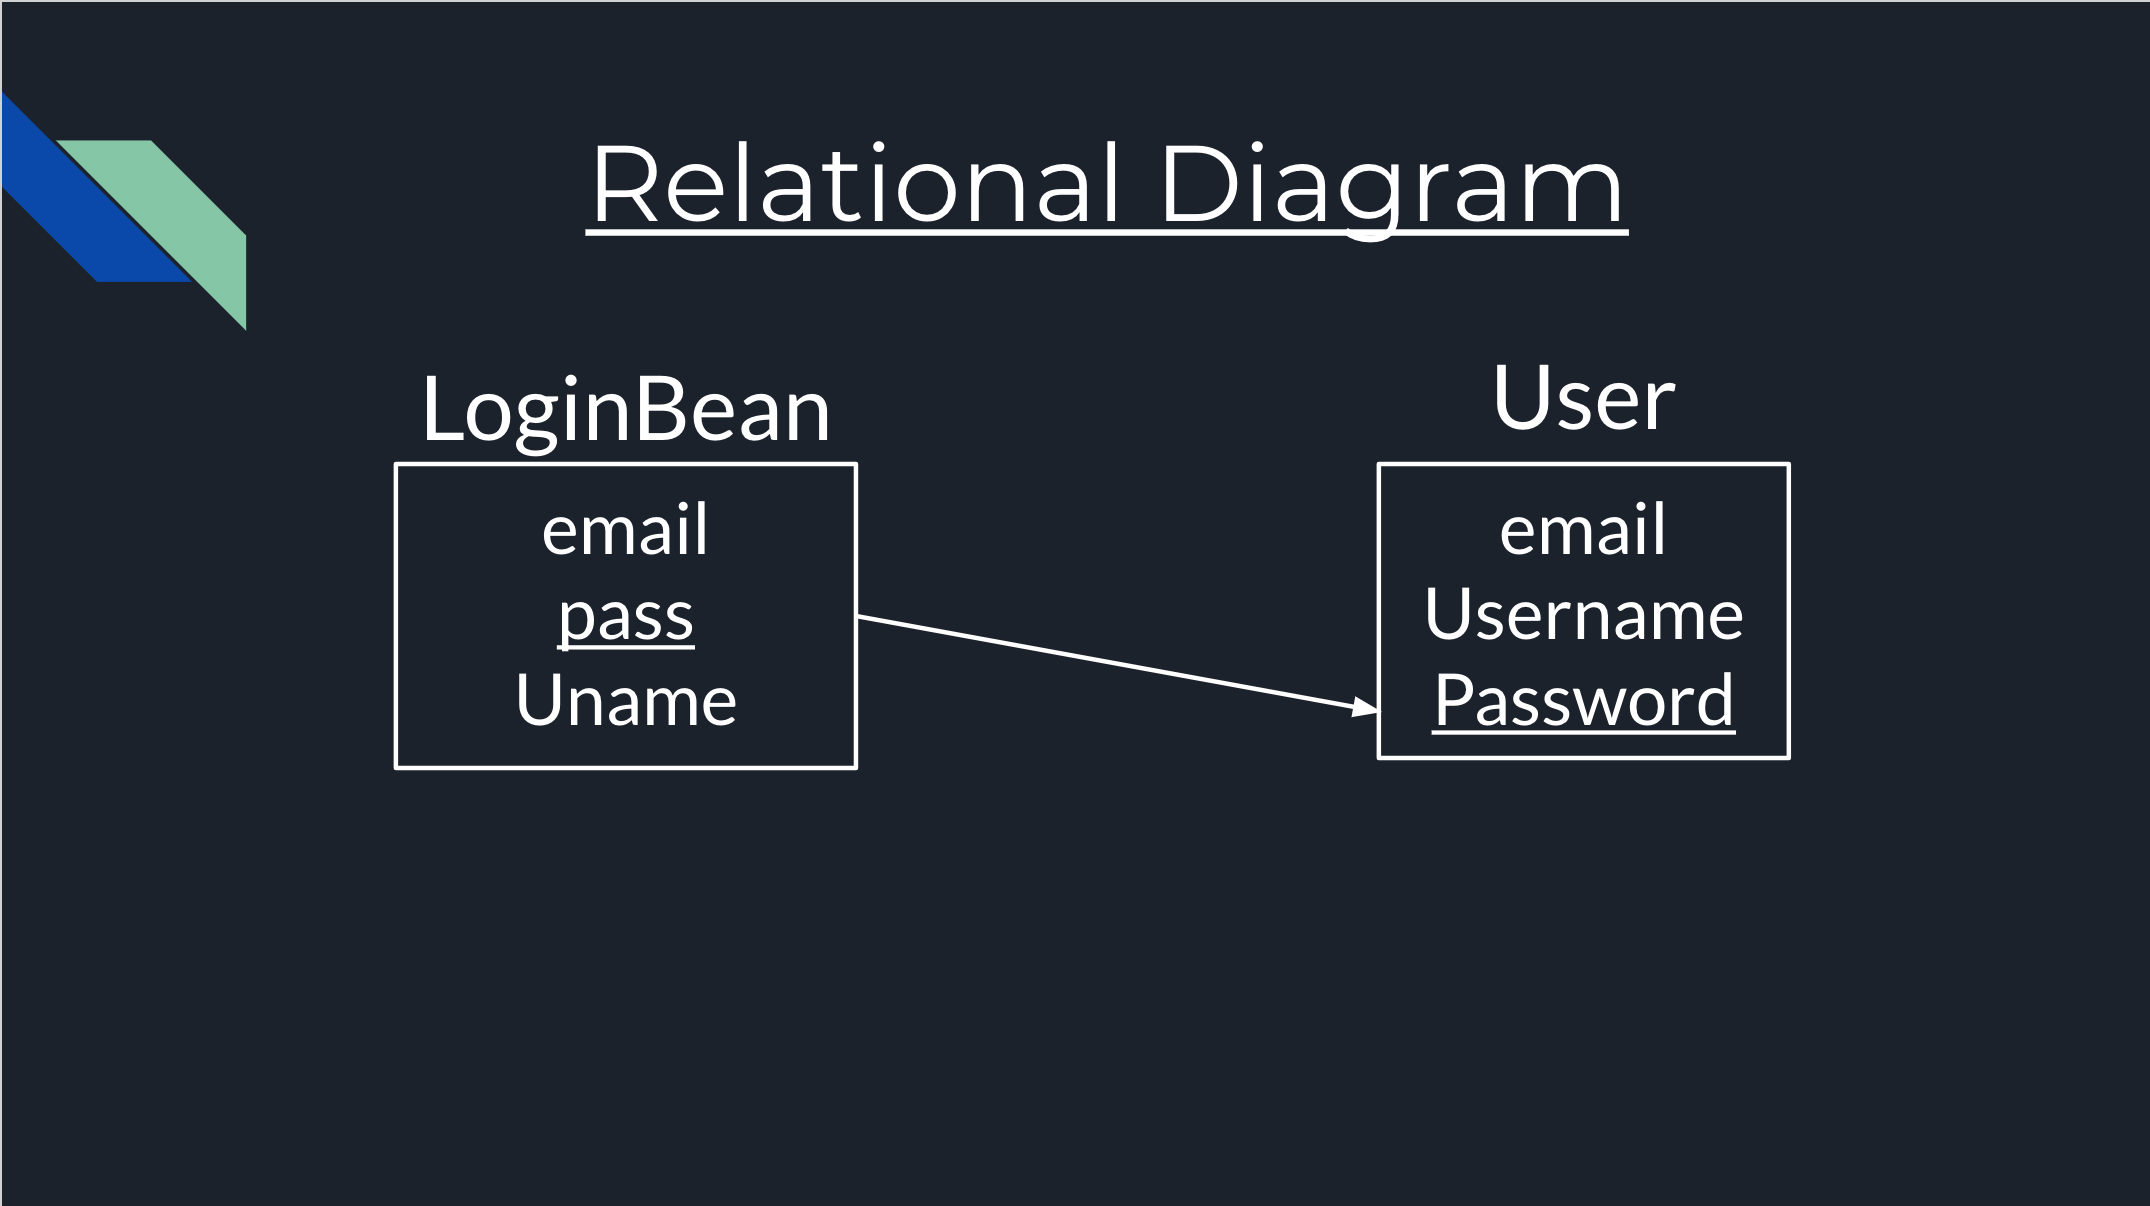 Relational Diagram
LoginBean
email
pass
Uname
User
email
Username
Password